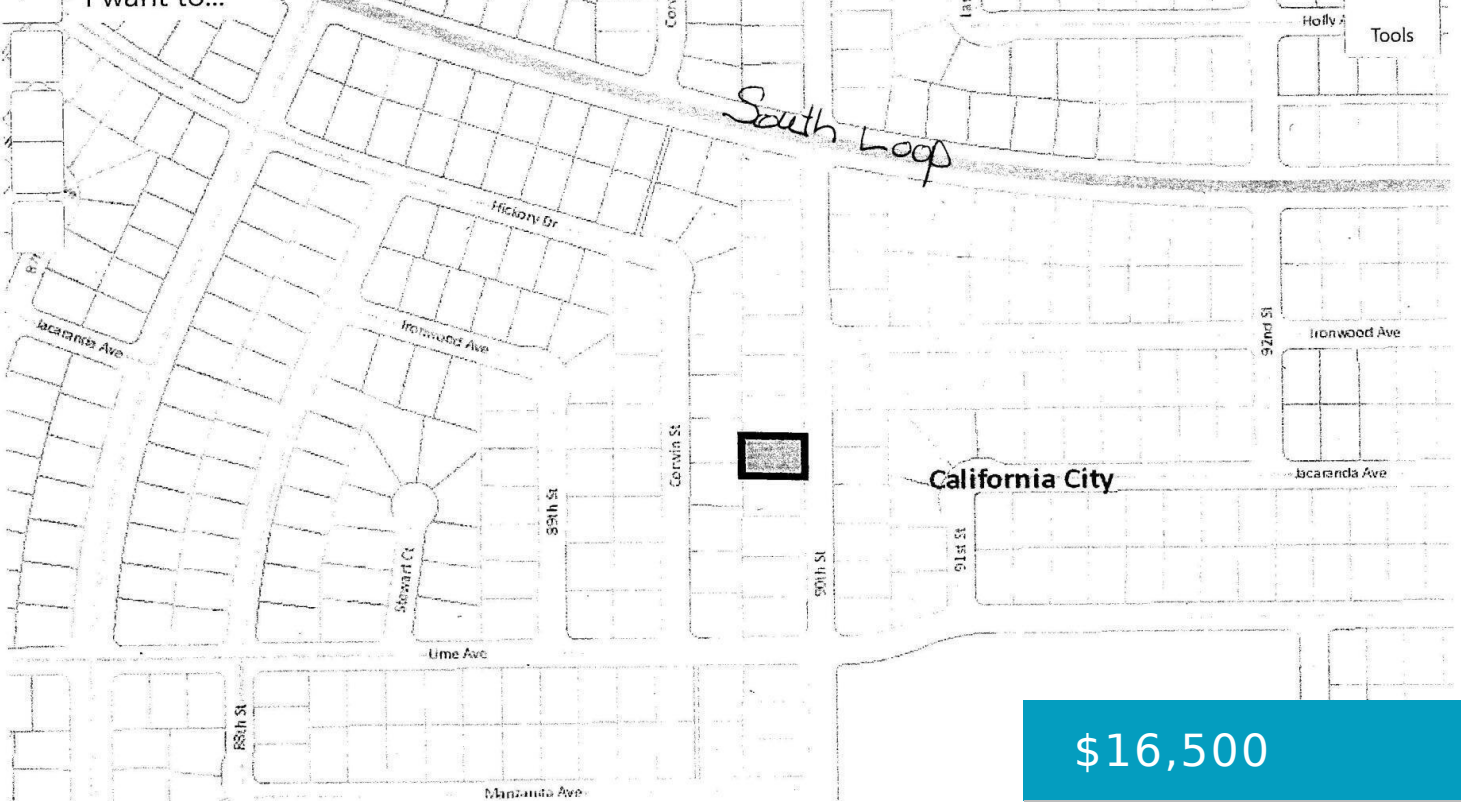 I want to...
Holly
Tools
South Loop
Hickory Dr
Jacaranda Ave
Ironwood Ave
92nd St
Ironwood Ave
Corwin St
California City
Jacaranda Ave
89th St
91st St
90th St
Stewart Ct
Lime Ave
88th St
Manzanita Ave
$16,500